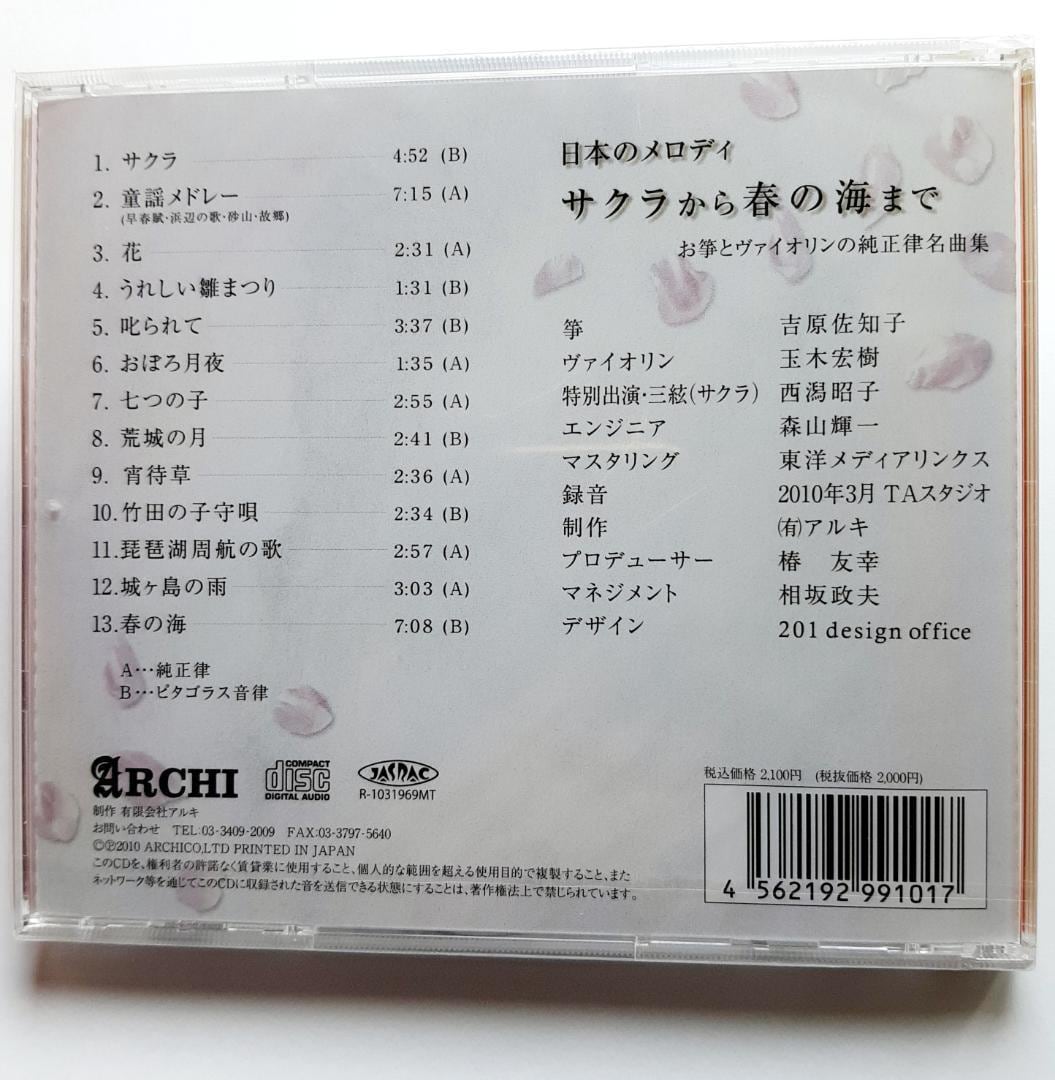 1. サクラ 4:52 (B)
2. 童謡メドレー 7:15 (A)
(早春賦・浜辺の歌・砂山・故郷)
3. 花 2:31 (A)
4. うれしい雛まつり 1:31 (B)
5. 叱られて 3:37 (B)
6. おぼろ月夜 1:35 (A)
7. 七つの子 2:55 (A)
8. 荒城の月 2:41 (B)
9. 宵待草 2:36 (A)
10. 竹田の子守唄 2:34 (B)
11. 琵琶湖周航の歌 2:57 (A)
12. 城ヶ島の雨 3:03 (A)
13. 春の海 7:08 (B)
A…純正律
B…ピタゴラス音律
日本のメロディ
サクラから春の海まで
お箏とヴァイオリンの純正律名曲集
箏 吉原佐知子
ヴァイオリン 玉木宏樹
特別出演・三絃(サクラ) 西潟昭子
エンジニア 森山輝一
マスタリング 東洋メディアリンクス
録音 2010年3月 TAスタジオ
制作 ㈲アルキ
プロデューサー 椿 友幸
マネジメント 相坂政夫
デザイン 201 design office
ARCHI
COMPACT
disc
DIGITAL AUDIO
JASRAC
R-1031969MT
制作 有限会社アルキ
お問い合わせ TEL:03-3409-2009 FAX:03-3797-5640
©℗2010 ARCHICO,LTD PRINTED IN JAPAN
このCDを、権利者の許諾なく賃貸業に使用すること、個人的な範囲を超える使用目的で複製すること、また
ネットワーク等を通じてこのCDに収録された音を送信できる状態にすることは、著作権法上で禁じられています。
税込価格 2,100円 (税抜価格 2,000円)
4 562192 991017